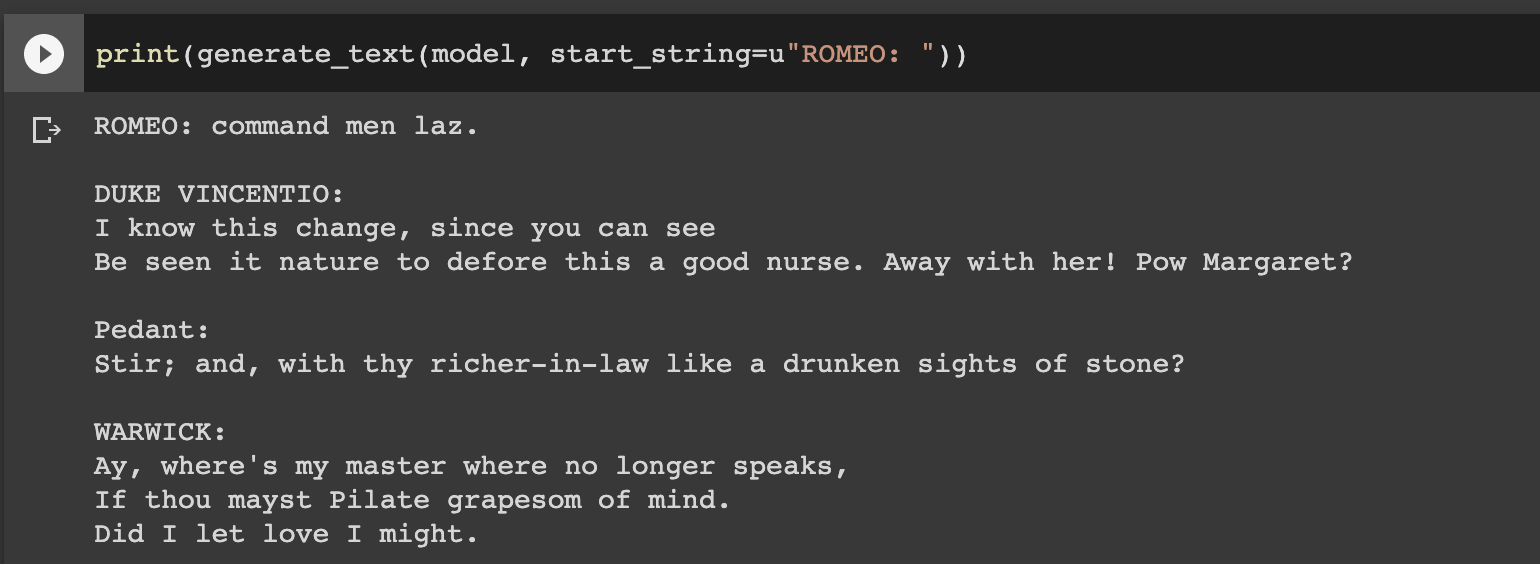 print(generate_text(model, start_string=u"ROMEO: "))
ROMEO: command men laz.
DUKE VINCENTIO:
I know this change, since you can see
Be seen it nature to defore this a good nurse. Away with her! Pow Margaret?
Pedant:
Stir; and, with thy richer-in-law like a drunken sights of stone?
WARWICK:
Ay, where's my master where no longer speaks,
If thou mayst Pilate grapesom of mind.
Did I let love I might.